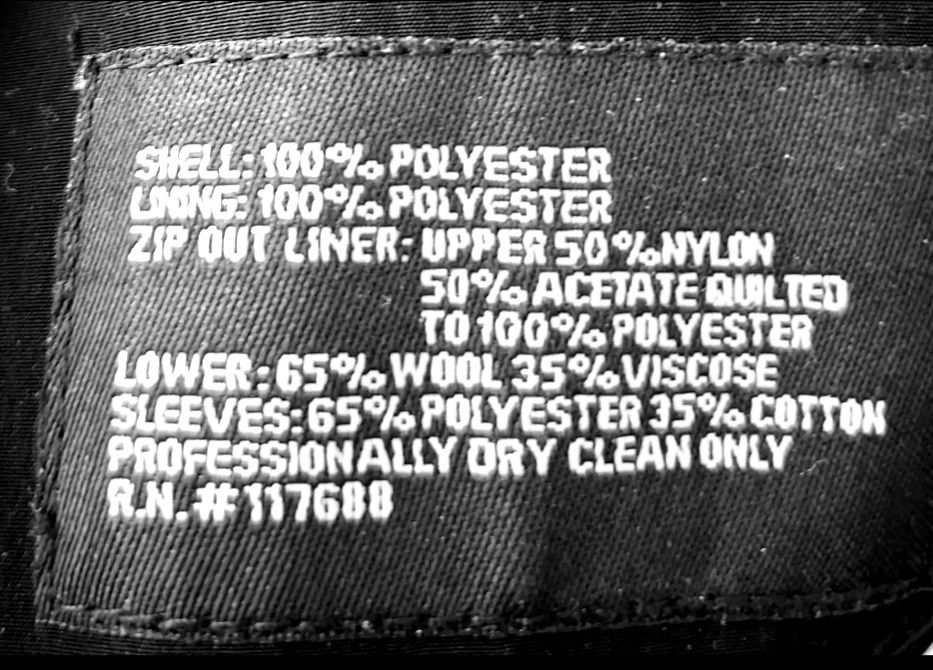 SHELL: 100% POLYESTER
LINING: 100% POLYESTER
ZIP OUT LINER: UPPER 50% NYLON
50% ACETATE QUILTED
TO 100% POLYESTER
LOWER: 65% WOOL 35% VISCOSE
SLEEVES: 65% POLYESTER 35% COTTON
PROFESSIONALLY DRY CLEAN ONLY
R.N. # 117688